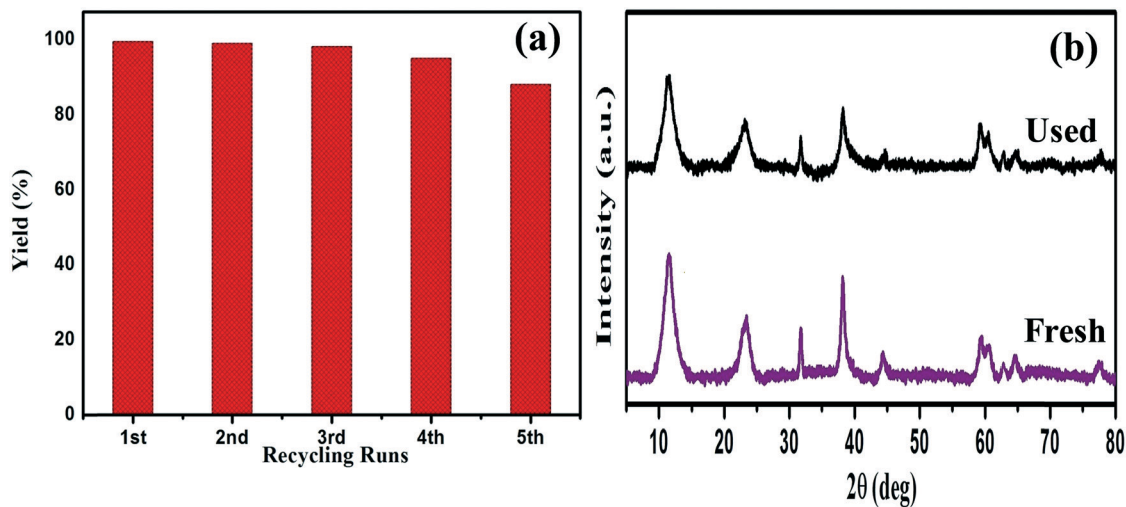 (a)
Yield (%)
100
80
60
40
20
0
1st 2nd 3rd 4th 5th
Recycling Runs
(b)
Intensity (a.u.)
Used
Fresh
10 20 30 40 50 60 70 80
2θ (deg)